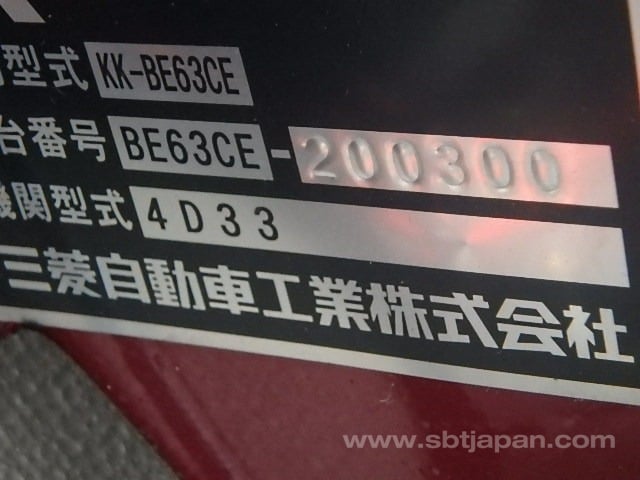 型式 KK-BE63CE
台番号 BE63CE-200300
機関型式 4D33
三菱自動車工業株式会社
www.sbtjapan.com